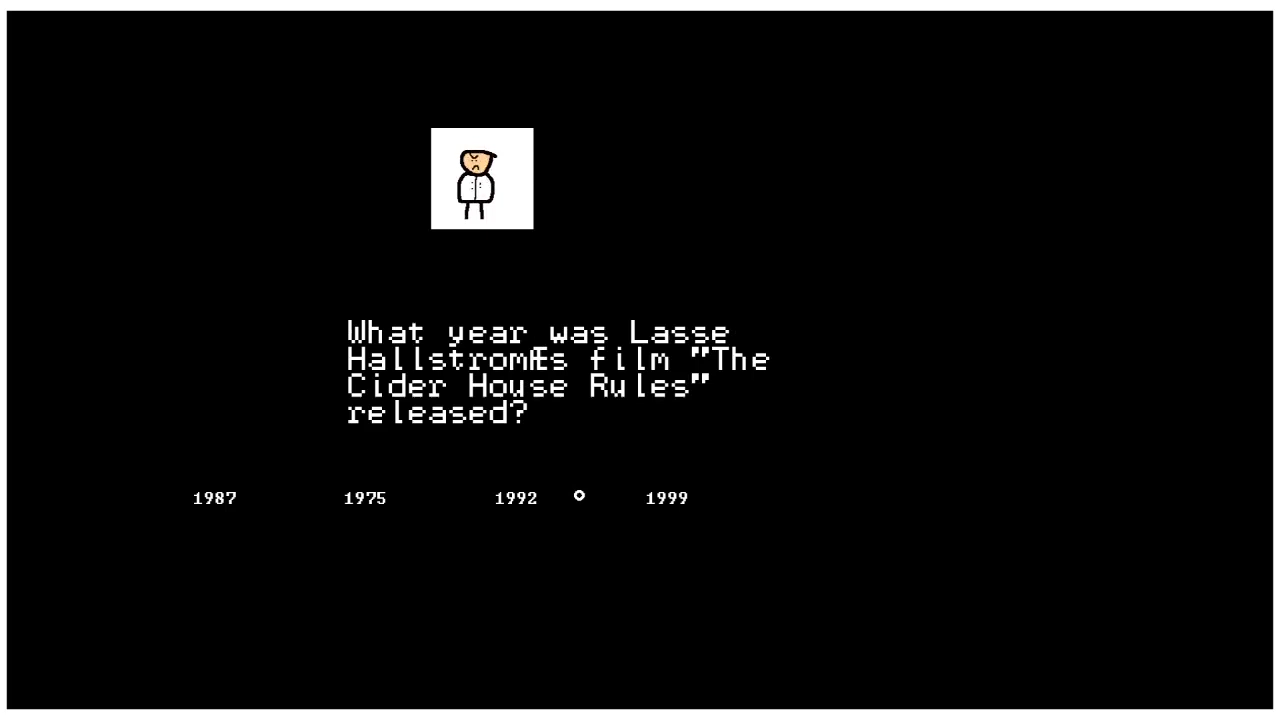 What year was Lasse
HallstromÆs film "The
Cider House Rules"
released?
1987 1975 1992 1999